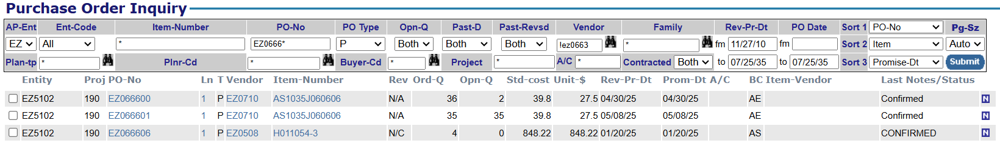 Purchase Order Inquiry
AP-Ent Ent-Code Item-Number PO-No PO Type Opn-Q Past-D Past-Revsd Vendor Family Rev-Pr-Dt PO Date Sort 1 PO-No Pg-Sz
EZ All * EZ0666* P Both Both Both !ez0663 * fm 11/27/10 fm Sort 2 Item Auto
Plan-tp * Plnr-Cd * Buyer-Cd * Project * A/C * Contracted Both to 07/25/35 to 07/25/35 Sort 3 Promise-Dt Submit
Entity Proj PO-No Ln T Vendor Item-Number Rev Ord-Q Opn-Q Std-cost Unit-$ Rev-Pr-Dt Prom-Dt A/C BC Item-Vendor Last Notes/Status
EZ5102 190 EZ066600 1 P EZ0710 AS1035J060606 N/A 36 2 39.8 27.5 04/30/25 04/30/25 AE Confirmed N
EZ5102 190 EZ066601 1 P EZ0710 AS1035J060606 N/A 35 35 39.8 27.5 05/08/25 05/08/25 AE Confirmed N
EZ5102 190 EZ066606 1 P EZ0508 H011054-3 N/C 4 0 848.22 848.22 01/20/25 01/20/25 AS CONFIRMED N